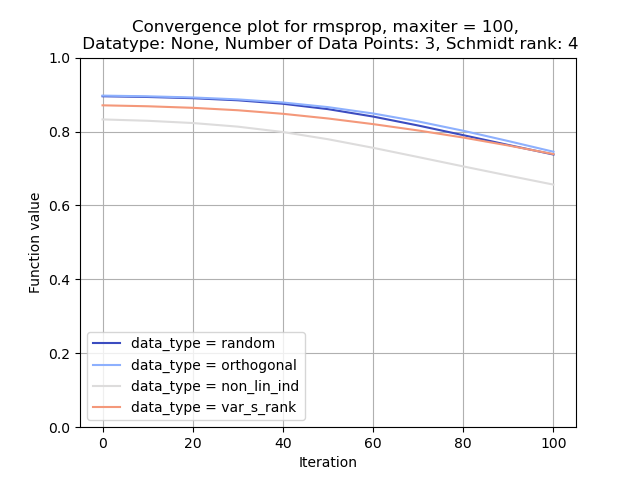 Convergence plot for rmsprop, maxiter = 100,
Datatype: None, Number of Data Points: 3, Schmidt rank: 4
Function value
1.0
0.8
0.6
0.4
0.2
0.0
data_type = random
data_type = orthogonal
data_type = non_lin_ind
data_type = var_s_rank
0 20 40 60 80 100
Iteration